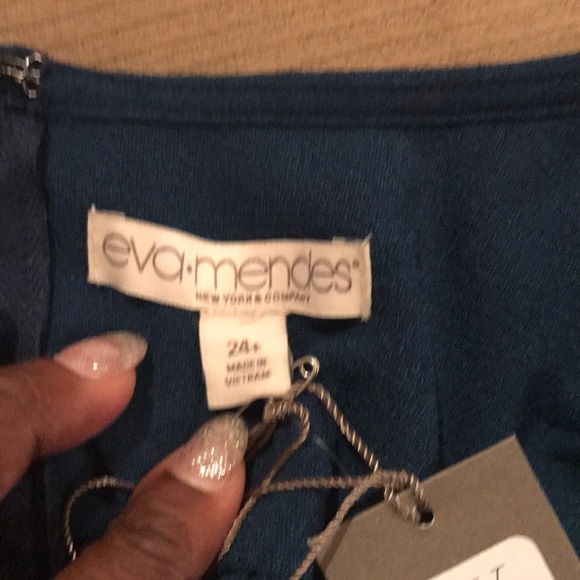 eva·mendes®
NEW YORK & COMPANY
24+
MADE IN
VIETNAM